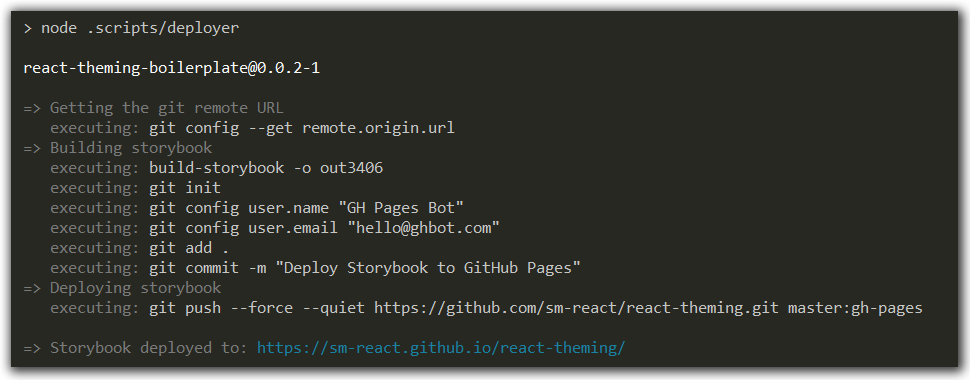 > node .scripts/deployer
react-theming-boilerplate@0.0.2-1
=> Getting the git remote URL
executing: git config --get remote.origin.url
=> Building storybook
executing: build-storybook -o out3406
executing: git init
executing: git config user.name "GH Pages Bot"
executing: git config user.email "hello@ghbot.com"
executing: git add .
executing: git commit -m "Deploy Storybook to GitHub Pages"
=> Deploying storybook
executing: git push --force --quiet https://github.com/sm-react/react-theming.git master:gh-pages
=> Storybook deployed to: https://sm-react.github.io/react-theming/